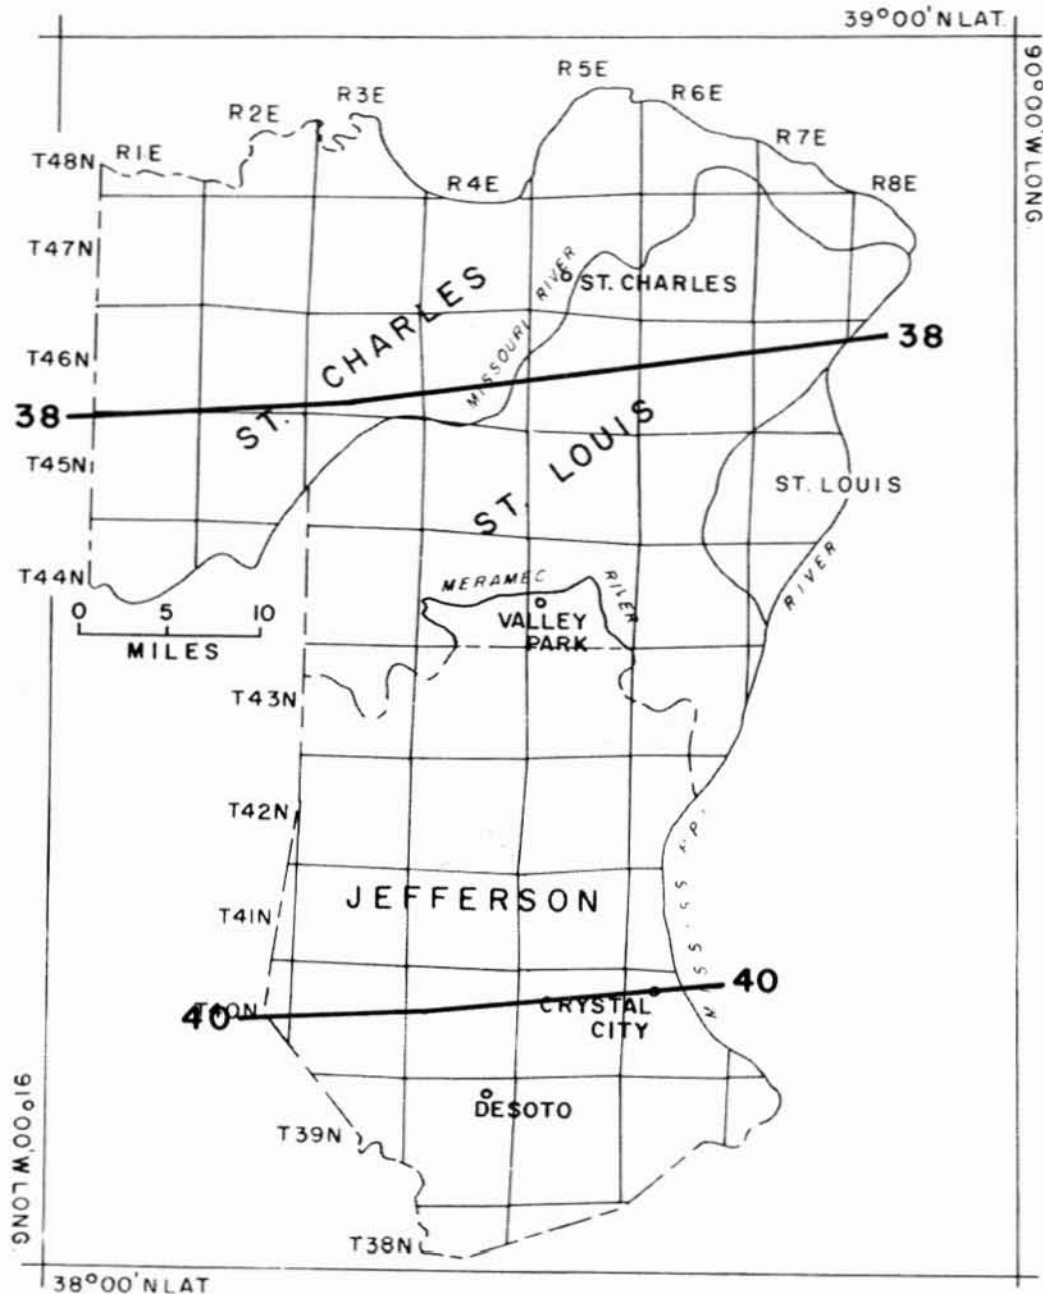 39°00'N LAT.
90°00'W LONG.
R5E
R6E
R3E
R2E
R7E
R1E
T48N
R4E
R8E
T47N
MISSOURI RIVER
ST. CHARLES
ST. CHARLES
38
T46N
38
T45N
ST. LOUIS
ST. LOUIS
T44N
MERAMEC RIVER
RIVER
0 5 10
MILES
VALLEY
PARK
T43N
T42N
JEFFERSON
T41N
40
T40N
40
CRYSTAL
CITY
DESOTO
T39N
91°00'W LONG.
T38N
38°00'N LAT